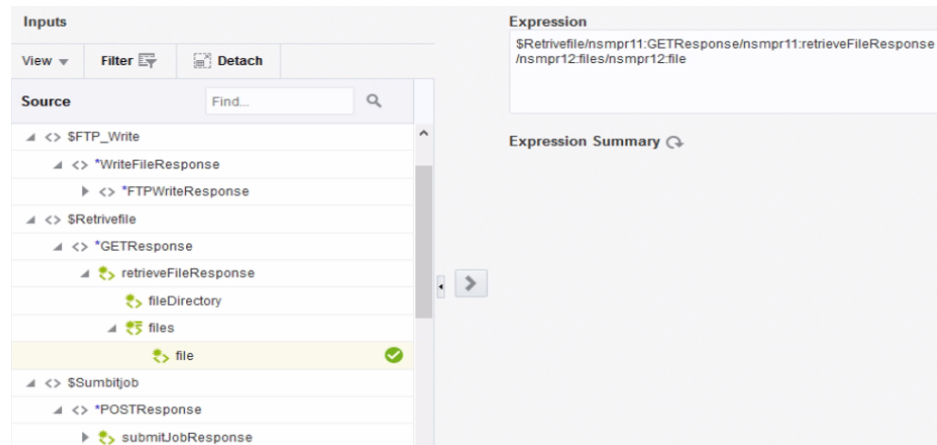 Inputs
View Filter Detach
Source Find...
<> $FTP_Write
<> *WriteFileResponse
<> *FTPWriteResponse
<> $Retrivefile
<> *GETResponse
retrieveFileResponse
fileDirectory
files
file
<> $Sumbitjob
<> *POSTResponse
submitJobResponse
Expression
$Retrivefile/nsmpr11:GETResponse/nsmpr11:retrieveFileResponse
/nsmpr12:files/nsmpr12:file
Expression Summary